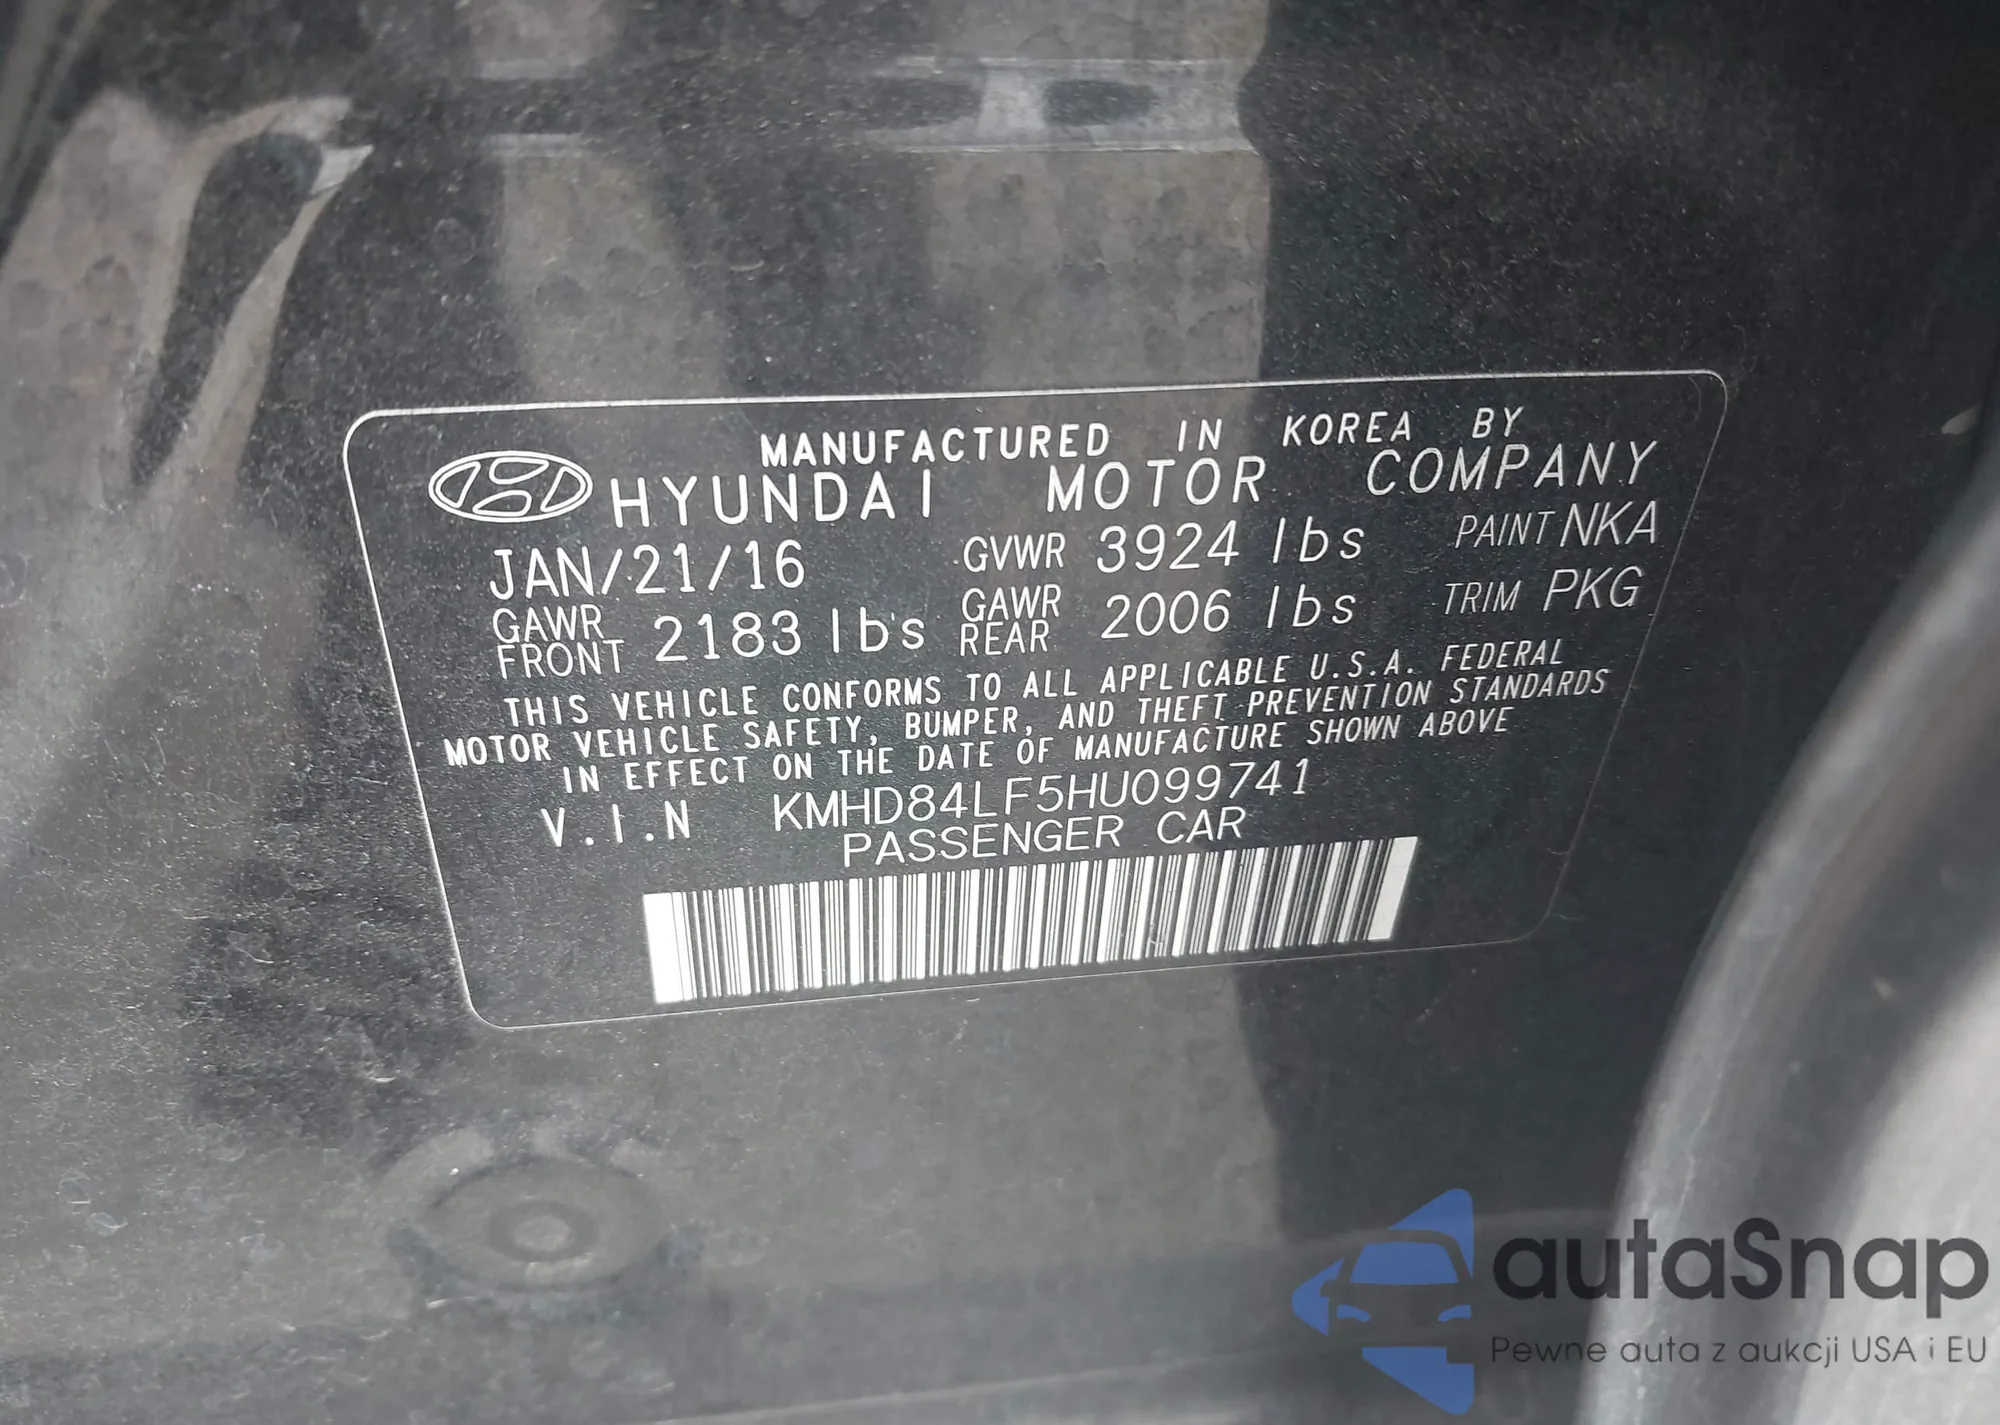 MANUFACTURED IN KOREA BY
HYUNDAI MOTOR COMPANY
JAN/21/16 GVWR 3924 lbs PAINT NKA
GAWR FRONT 2183 lbs GAWR REAR 2006 lbs TRIM PKG
THIS VEHICLE CONFORMS TO ALL APPLICABLE U.S.A. FEDERAL
MOTOR VEHICLE SAFETY, BUMPER, AND THEFT PREVENTION STANDARDS
IN EFFECT ON THE DATE OF MANUFACTURE SHOWN ABOVE
V.I.N KMHD84LF5HU099741
PASSENGER CAR
autaSnap
Pewne auta z aukcji USA i EU